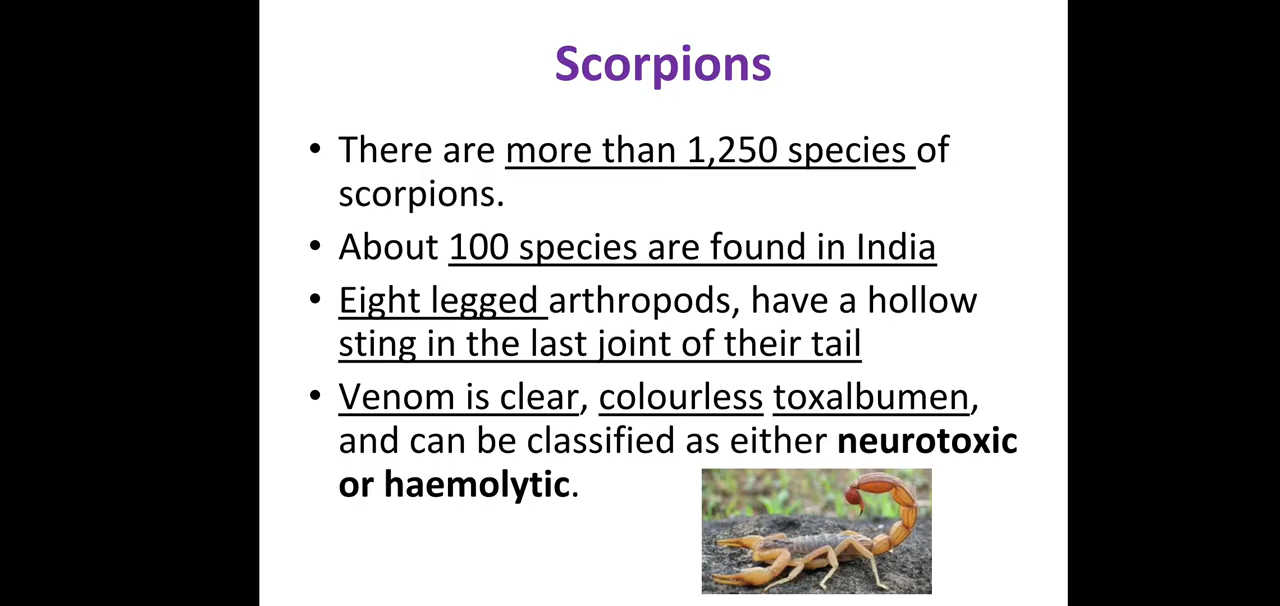 Scorpions
• There are more than 1,250 species of
scorpions.
• About 100 species are found in India
• Eight legged arthropods, have a hollow
sting in the last joint of their tail
• Venom is clear, colourless toxalbumen,
and can be classified as either neurotoxic
or haemolytic.